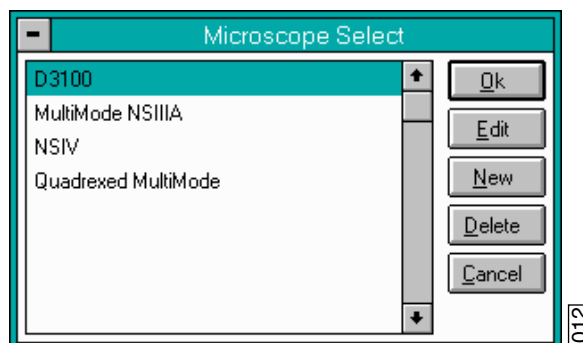 Microscope Select
D3100
MultiMode NSIIIA
NSIV
Quadrexed MultiMode
Ok
Edit
New
Delete
Cancel
012